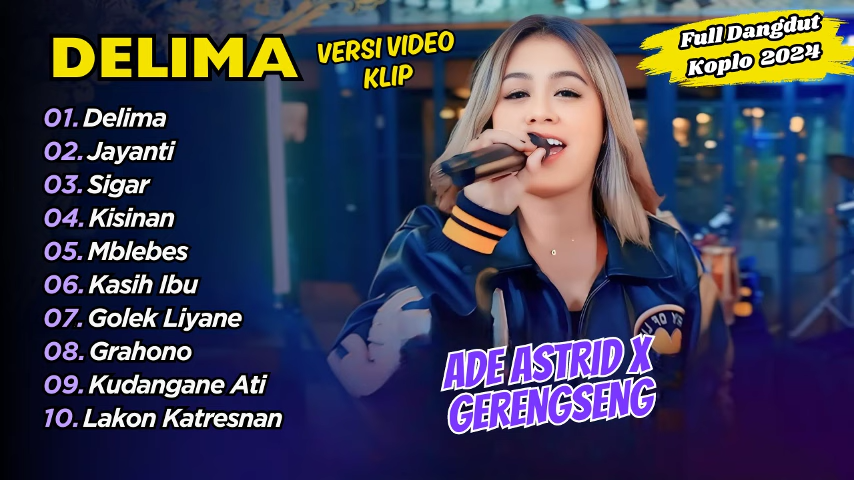 DELIMA
VERSI VIDEO
KLIP
Full Dangdut
Koplo 2024
01. Delima
02. Jayanti
03. Sigar
04. Kisinan
05. Mblebes
06. Kasih Ibu
07. Golek Liyane
08. Grahono
09. Kudangane Ati
10. Lakon Katresnan
ADE ASTRID X
GERENGSENG